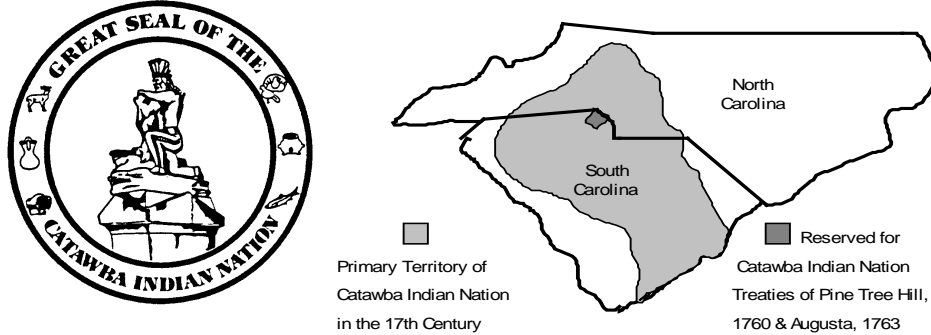 GREAT SEAL OF THE
CATAWBA INDIAN NATION
North
Carolina
South
Carolina
Primary Territory of
Catawba Indian Nation
in the 17th Century
Reserved for
Catawba Indian Nation
Treaties of Pine Tree Hill,
1760 & Augusta, 1763